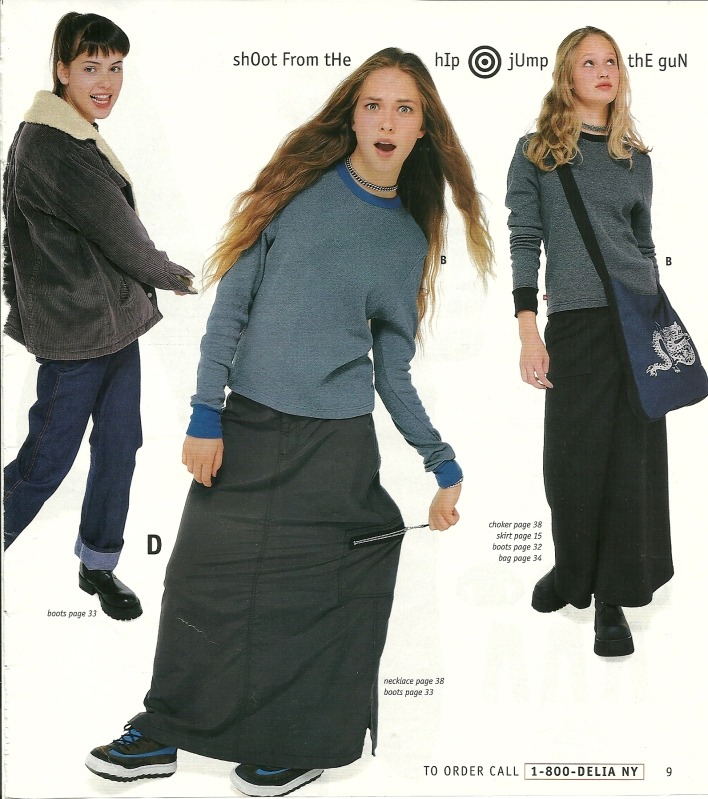 shOot From tHe hIp jUmp thE guN
B
B
D
choker page 38
skirt page 15
boots page 32
bag page 34
boots page 33
necklace page 38
boots page 33
TO ORDER CALL 1-800-DELIA NY 9